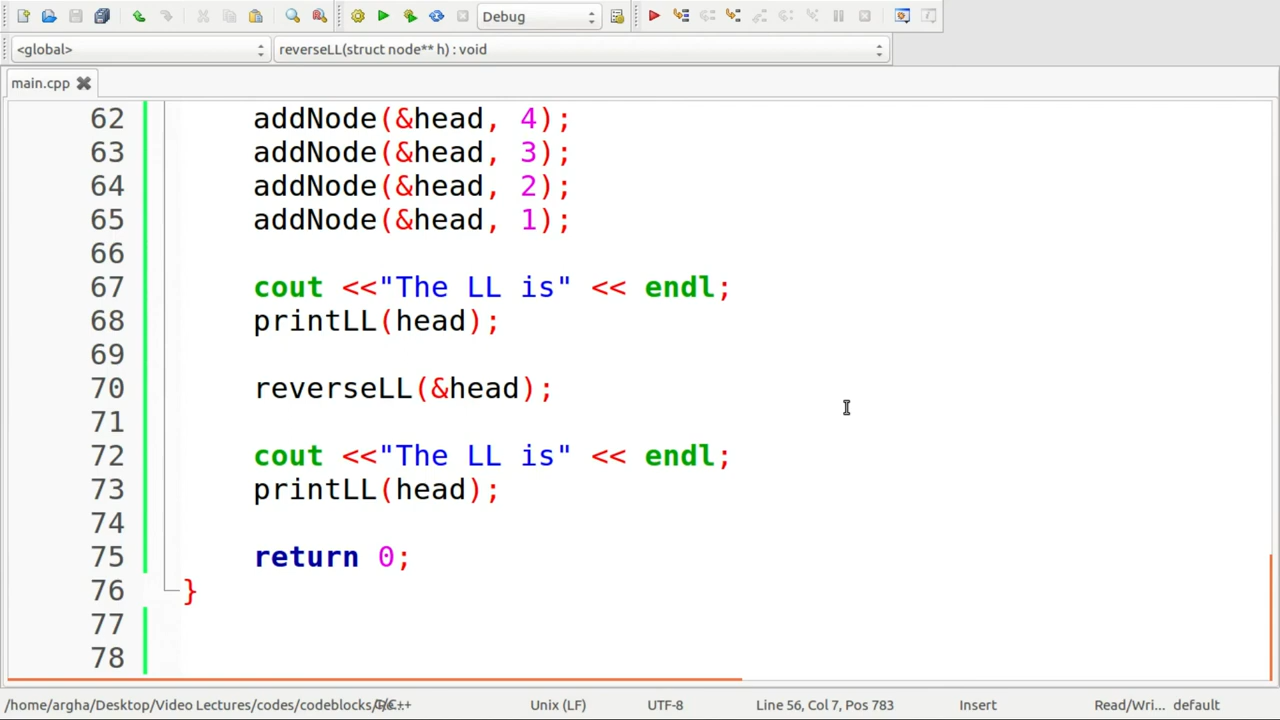 Debug
<global>
reverseLL(struct node** h) : void
main.cpp
62 addNode(&head, 4);
63 addNode(&head, 3);
64 addNode(&head, 2);
65 addNode(&head, 1);
66
67 cout <<"The LL is" << endl;
68 printLL(head);
69
70 reverseLL(&head);
71
72 cout <<"The LL is" << endl;
73 printLL(head);
74
75 return 0;
76 }
77
78
/home/argha/Desktop/Video Lectures/codes/codeblocks/ C/C++ Unix (LF) UTF-8 Line 56, Col 7, Pos 783 Insert Read/Wri... default